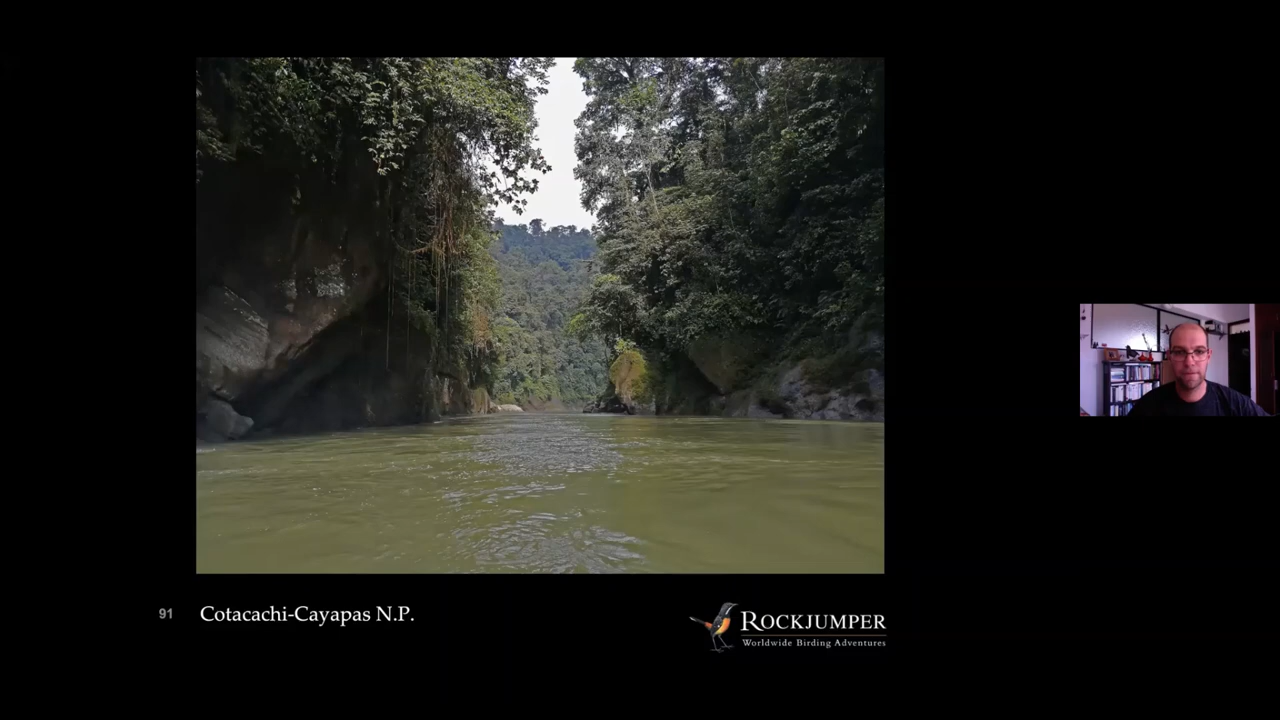 91 Cotacachi-Cayapas N.P.
ROCKJUMPER
Worldwide Birding Adventures